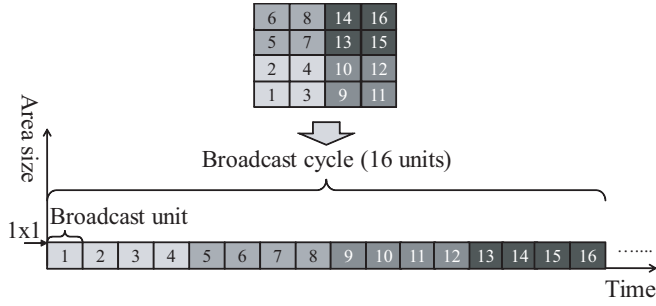 6 8 14 16
5 7 13 15
2 4 10 12
1 3 9 11
Area size
Broadcast cycle (16 units)
Broadcast unit
1x1
1 2 3 4 5 6 7 8 9 10 11 12 13 14 15 16 .......
Time